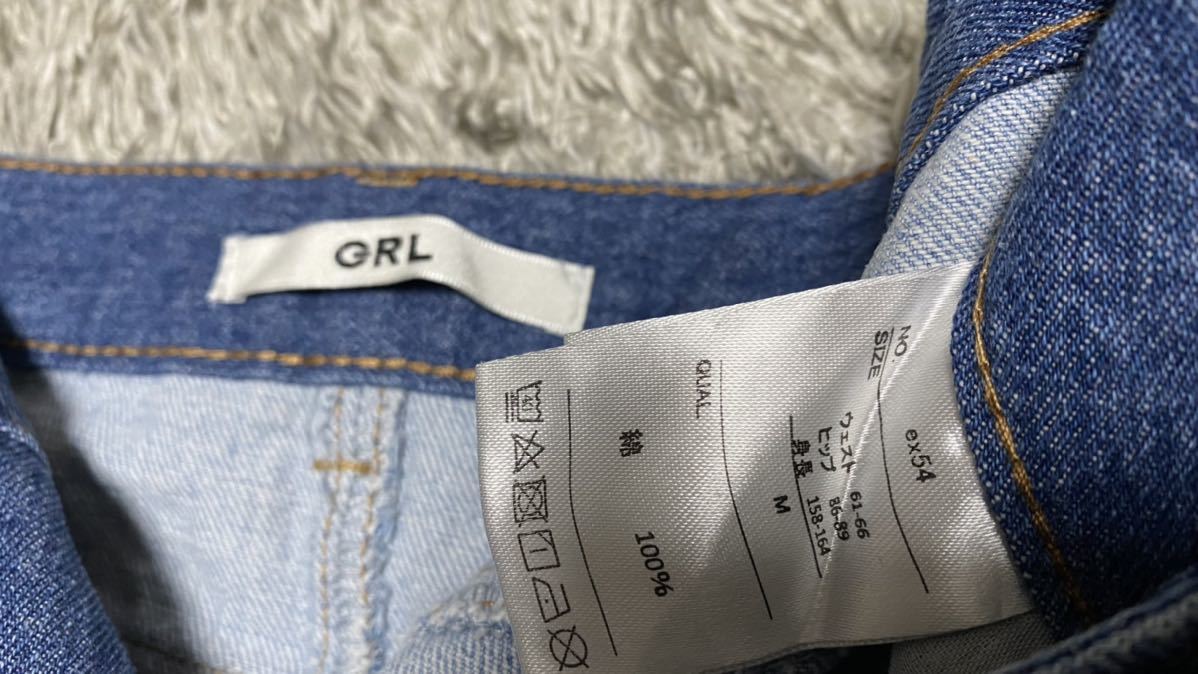 GRL
NO. ex54
SIZE
ウェスト 61-66
ヒップ 86-89
身長 158-164
M
QUAL
綿 100%